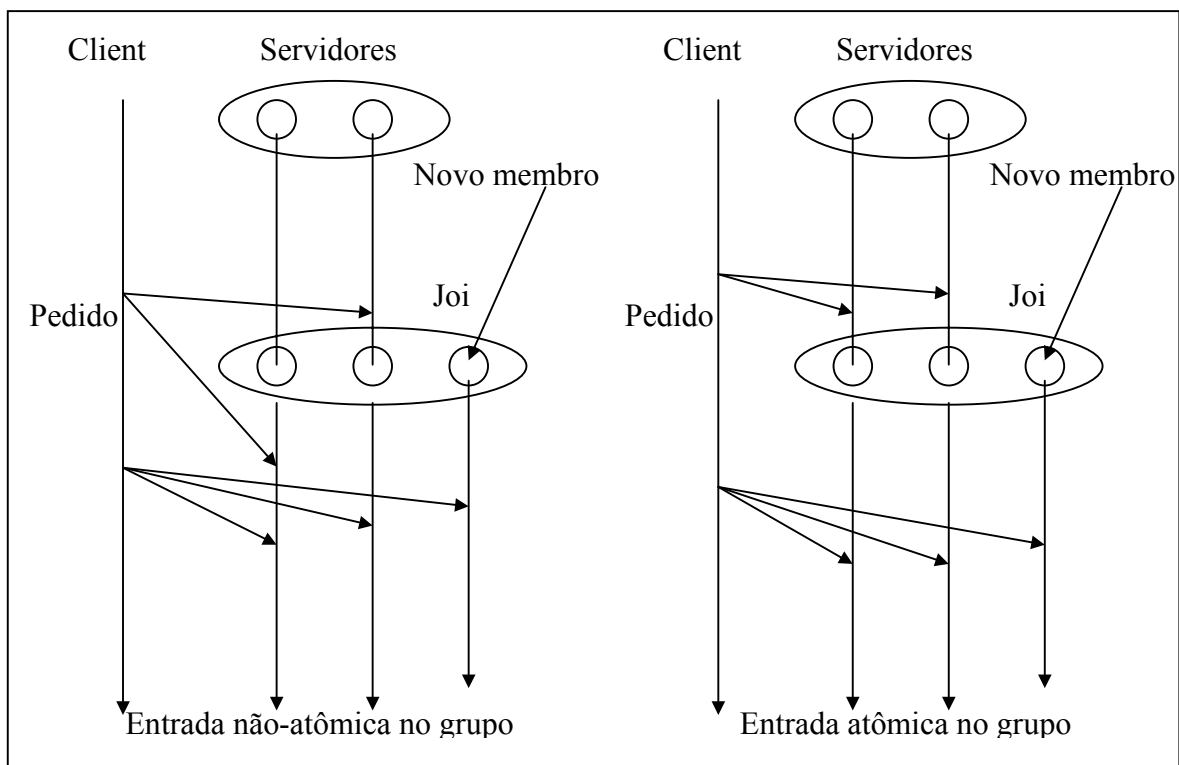 Client
Servidores
Novo membro
Joi
Pedido
Entrada não-atômica no grupo
Client
Servidores
Novo membro
Joi
Pedido
Entrada atômica no grupo